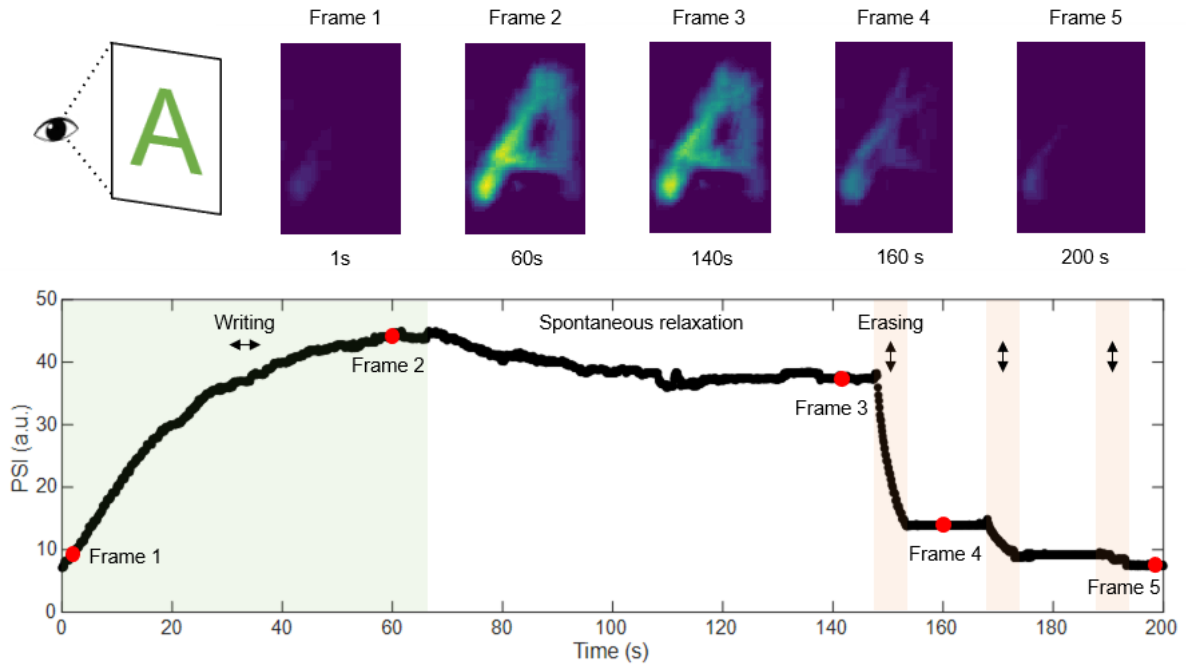 Frame 1 Frame 2 Frame 3 Frame 4 Frame 5
A
1s 60s 140s 160 s 200 s
50
Writing Spontaneous relaxation Erasing
40
Frame 2
Frame 3
30
PSI (a.u.)
20
Frame 1
Frame 4
10
Frame 5
0
0 20 40 60 80 100 120 140 160 180 200
Time (s)